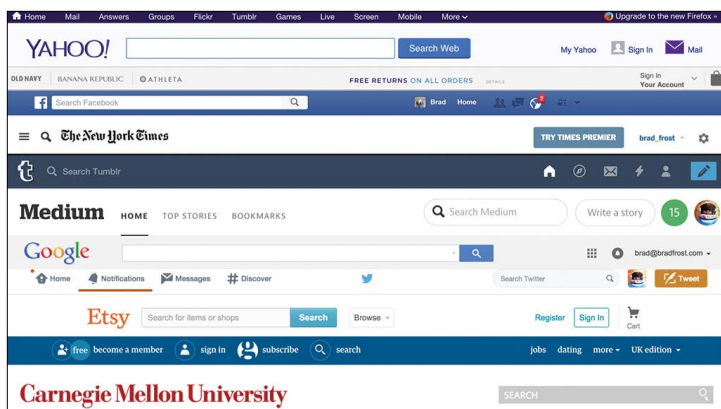 Home Mail Answers Groups Flickr Tumblr Games Live Screen Mobile More Upgrade to the new Firefox »
YAHOO! Search Web My Yahoo Sign In Mail
OLD NAVY BANANA REPUBLIC ATHLETA FREE RETURNS ON ALL ORDERS DETAILS Sign In
Your Account
f Search Facebook Brad Home 2
The New York Times TRY TIMES PREMIER brad_frost
t Search Tumblr
Medium HOME TOP STORIES BOOKMARKS Search Medium Write a story 15
Google brad@bradfrost.com
Home Notifications Messages # Discover Search Twitter Tweet
Etsy Search for items or shops Search Browse Register Sign In Cart
free become a member sign in subscribe search jobs dating more UK edition
Carnegie Mellon University SEARCH